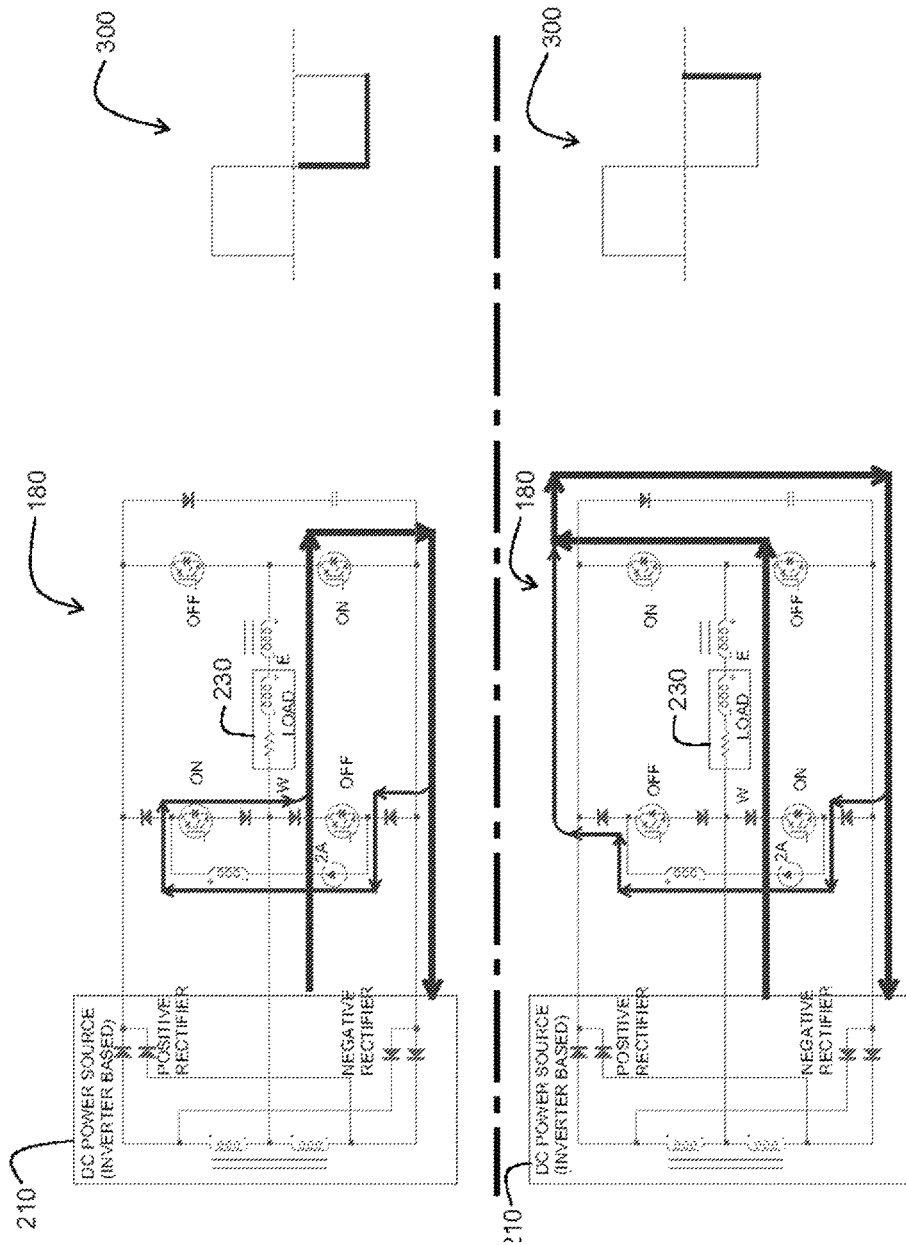 210
DC POWER SOURCE
(INVERTER BASED)
POSITIVE
RECTIFIER
NEGATIVE
RECTIFIER
ON
OFF
2A
W
230
LOAD
E
OFF
ON
180
300
210
DC POWER SOURCE
(INVERTER BASED)
POSITIVE
RECTIFIER
NEGATIVE
RECTIFIER
OFF
ON
2A
W
230
LOAD
E
ON
OFF
180
300